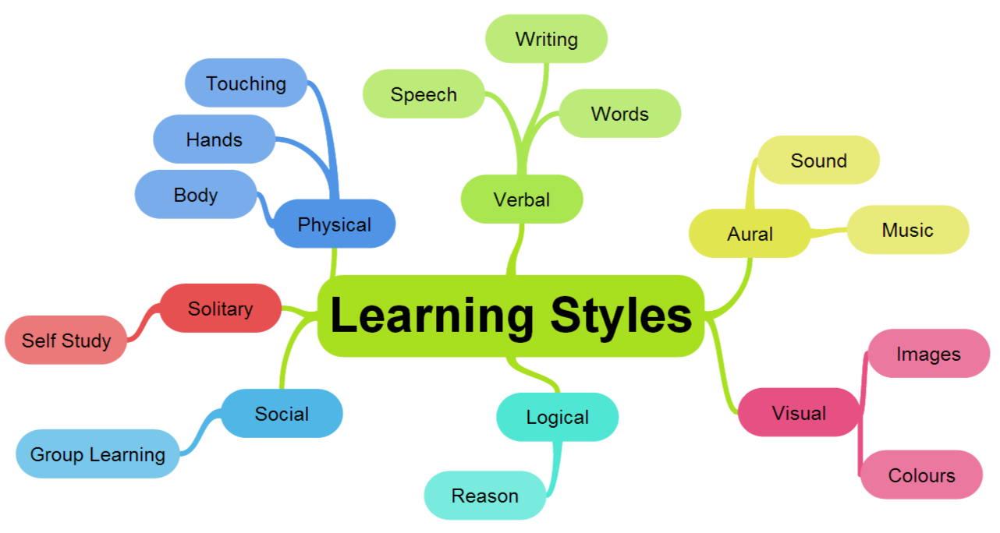 Writing
Touching
Speech
Words
Hands
Sound
Body
Verbal
Physical
Aural
Music
Solitary
Learning Styles
Self Study
Images
Social
Logical
Visual
Group Learning
Reason
Colours